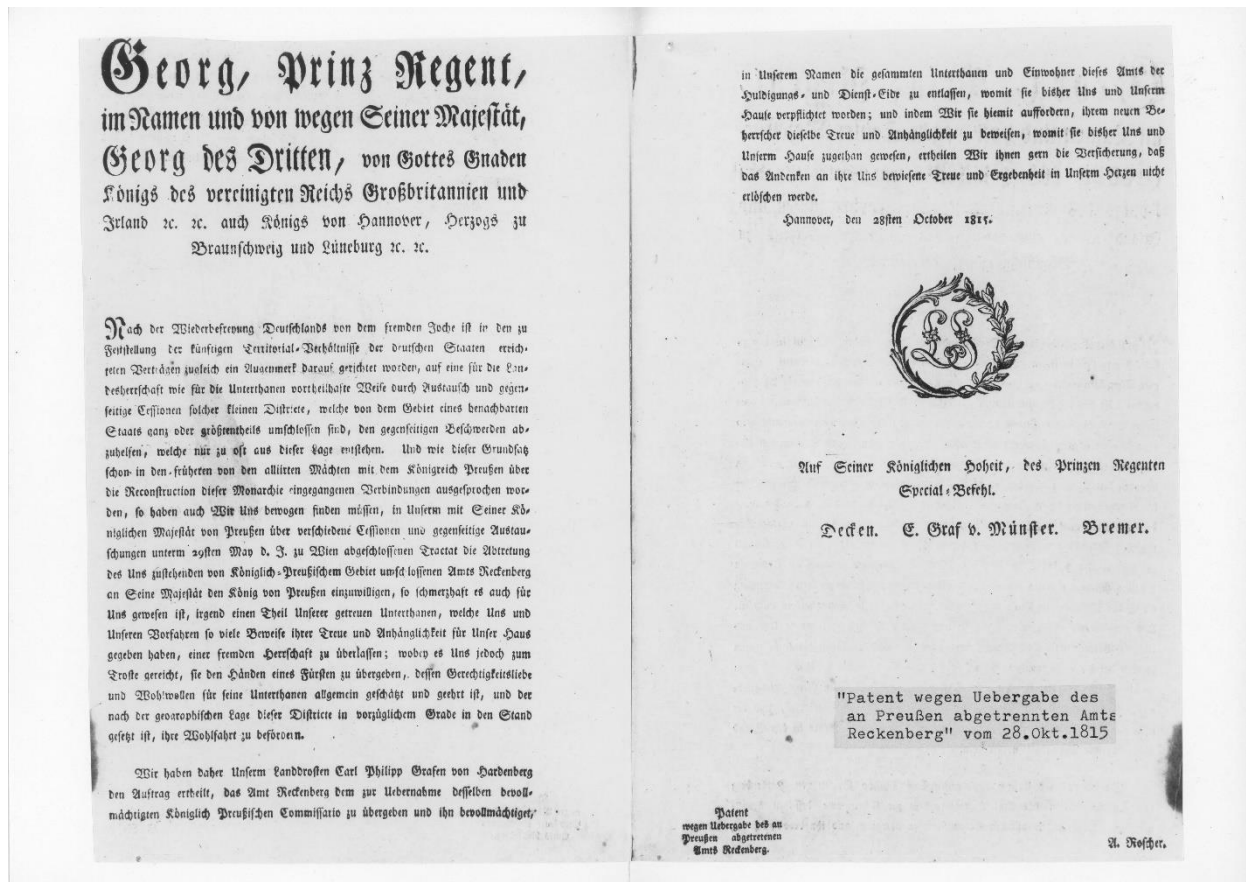 Georg, Prinz Regent,
im Namen und von wegen Seiner Majestät,
Georg des Dritten, von Gottes Gnaden
Königs des vereinigten Reichs Großbritannien und
Irland ꝛc. ꝛc. auch Königs von Hannover, Herzogs zu
Braunschweig und Lüneburg ꝛc. ꝛc.
Nach der Wiederbefreyung Deutschlands von dem fremden Joche ist in den zu
Feststellung der künftigen Territorial-Verhältnisse der deutschen Staaten errich-
teten Verträgen zugleich ein Augenmerk darauf gerichtet worden, auf eine für die Lan-
desherrschaft wie für die Unterthanen vortheilhafte Weise durch Austausch und gegen-
seitige Cessionen solcher kleinen Districte, welche von dem Gebiet eines benachbarten
Staats ganz oder größtentheils umschlossen sind, den gegenseitigen Beschwerden ab-
zuhelfen, welche nur zu oft aus dieser Lage entstehen. Und wie dieser Grundsatz
schon in den früheren von den alliirten Mächten mit dem Königreich Preußen über
die Reconstruction dieser Monarchie eingegangenen Verbindungen ausgesprochen wor-
den, so haben auch Wir Uns bewogen finden müssen, in Unserm mit Seiner Kö-
niglichen Majestät von Preußen über verschiedene Cessionen und gegenseitige Austau-
schungen unterm 29sten May d. J. zu Wien abgeschlossenen Tractat die Abtretung
des Uns zustehenden von Königlich-Preußischem Gebiet umschlossenen Amts Reckenberg
an Seine Majestät den König von Preußen einzuwilligen, so schmerzhaft es auch für
Uns gewesen ist, irgend einen Theil Unserer getreuen Unterthanen, welche Uns und
Unseren Vorfahren so viele Beweise ihrer Treue und Anhänglichkeit für Unser Haus
gegeben haben, einer fremden Herrschaft zu überlassen; wobey es Uns jedoch zum
Troste gereicht, sie den Händen eines Fürsten zu übergeben, dessen Gerechtigkeitsliebe
und Wohlwollen für seine Unterthanen allgemein geschätzt und geehrt ist, und der
nach der geographischen Lage dieser Districte in vorzüglichem Grade in den Stand
gesetzt ist, ihre Wohlfahrt zu befördern.
Wir haben daher Unserm Landdrosten Carl Philipp Grafen von Hardenberg
den Auftrag ertheilt, das Amt Reckenberg dem zur Uebernahme desselben bevoll-
mächtigten Königlich Preußischen Commissario zu übergeben und ihn bevollmächtiget,
in Unserem Namen die gesammten Unterthanen und Einwohner dieses Amts der
Huldigungs- und Dienst-Eide zu entlassen, womit sie bisher Uns und Unserm
Hause verpflichtet worden; und indem Wir sie hiemit auffordern, ihrem neuen Be-
herrscher dieselbe Treue und Anhänglichkeit zu beweisen, womit sie bisher Uns und
Unserm Hause zugethan gewesen, ertheilen Wir ihnen gern die Versicherung, daß
das Andenken an ihre Uns bewiesene Treue und Ergebenheit in Unserm Herzen nicht
erlöschen werde.
Hannover, den 28sten October 1815.
LS
Auf Seiner Königlichen Hoheit, des Prinzen Regenten
Special-Befehl.
Decken. E. Graf v. Münster. Bremer.
"Patent wegen Uebergabe des
an Preußen abgetrennten Amts
Reckenberg" vom 28.Okt.1815
Patent
wegen Uebergabe des an
Preußen abgetretenen
Amts Reckenberg.
A. Roscher.